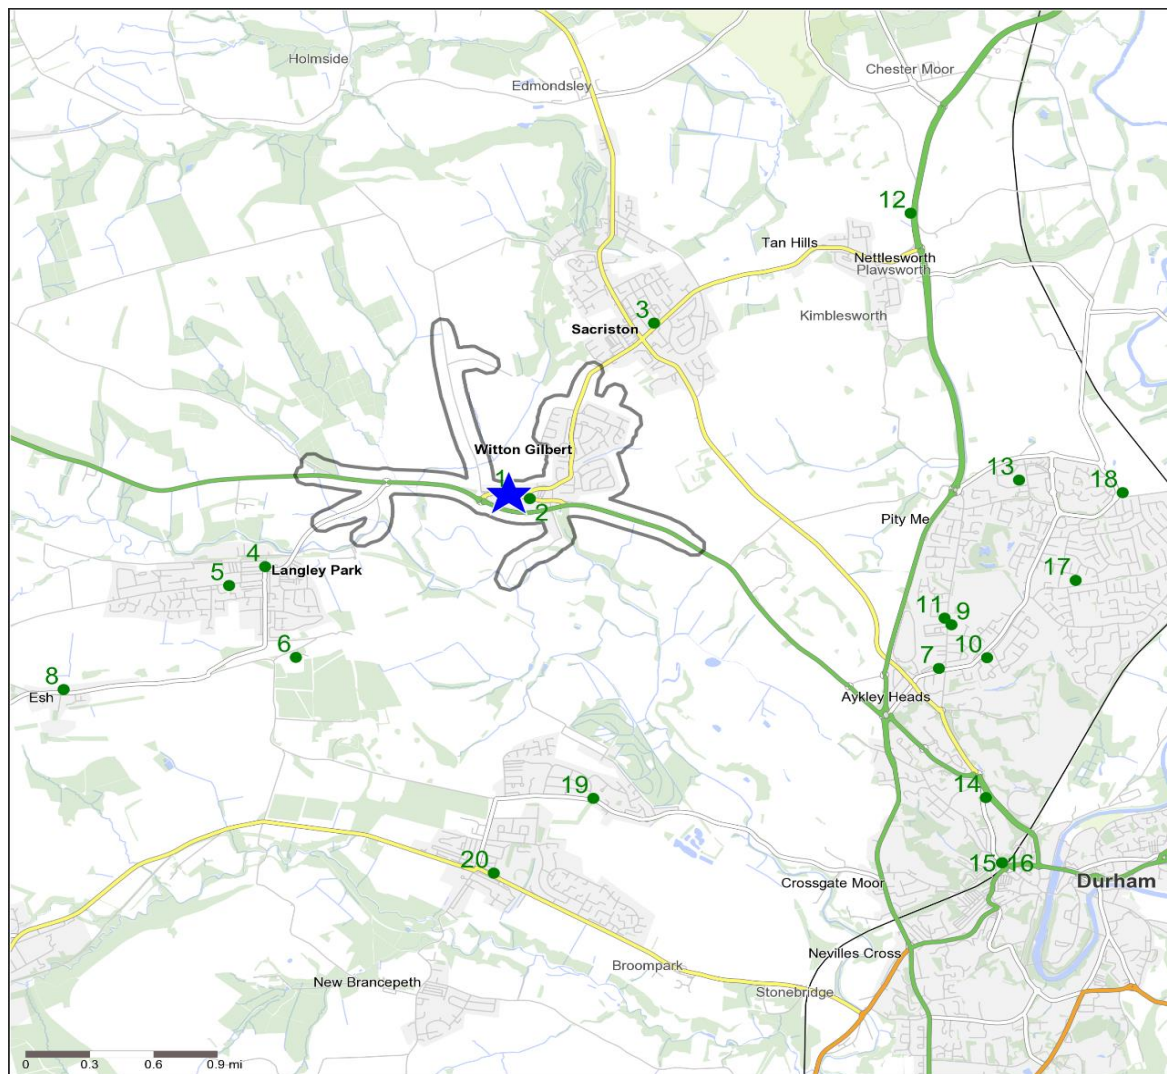 Holmside
Chester Moor
Edmondsley
12
Tan Hills
Nettlesworth
Plawsworth
3
Kimblesworth
Sacriston
Witton Gilbert
1
13
18
2
Pity Me
4
Langley Park
5
17
11
9
6
10
7
8
Esh
Aykley Heads
19
14
20
15
16
Crossgate Moor
Durham
Nevilles Cross
Broompark
New Brancepeth
Stonebridge
0 0.3 0.6 0.9 mi